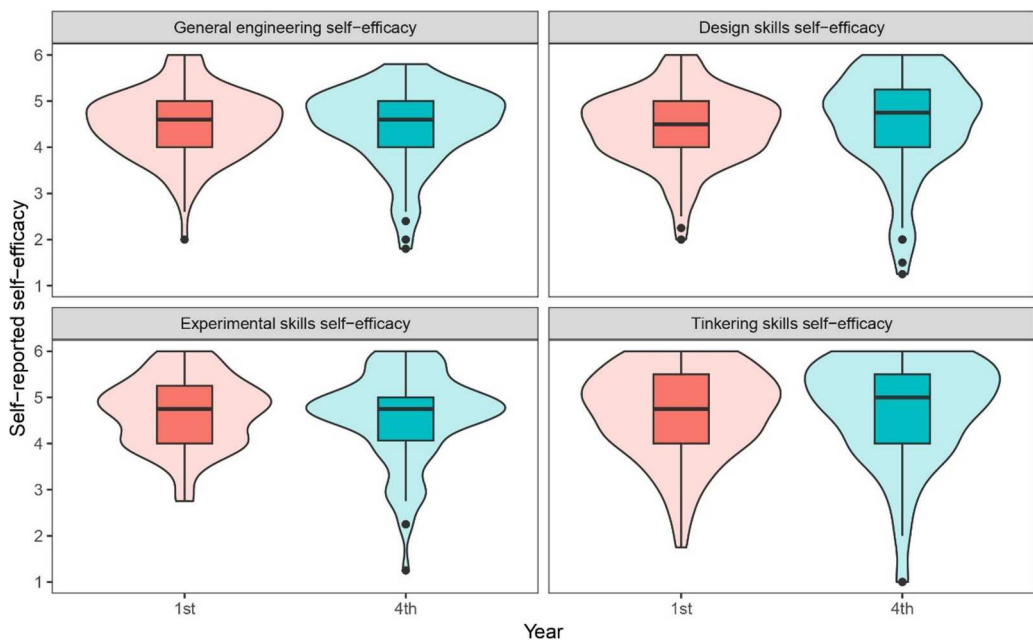 General engineering self−efficacy
Design skills self−efficacy
6
5
4
3
2
1
Experimental skills self−efficacy
Tinkering skills self−efficacy
6
5
4
3
2
1
Self−reported self−efficacy
1st
4th
1st
4th
Year